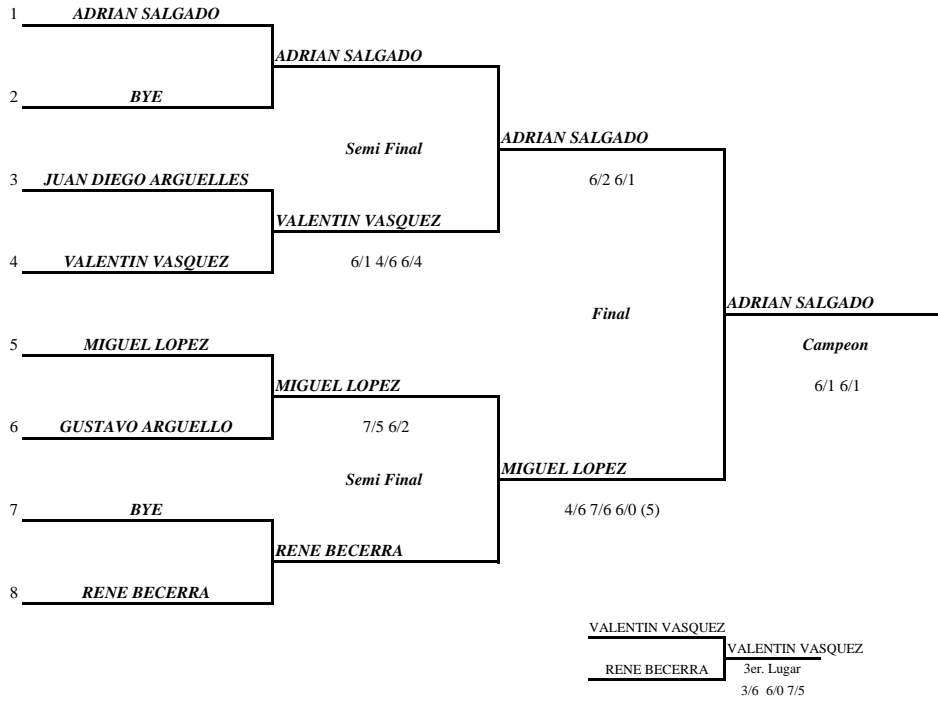 1 ADRIAN SALGADO
ADRIAN SALGADO
2 BYE
Semi Final
ADRIAN SALGADO
3 JUAN DIEGO ARGUELLES
6/2 6/1
VALENTIN VASQUEZ
4 VALENTIN VASQUEZ
6/1 4/6 6/4
ADRIAN SALGADO
Final
5 MIGUEL LOPEZ
Campeon
MIGUEL LOPEZ
6/1 6/1
6 GUSTAVO ARGUELLO
7/5 6/2
MIGUEL LOPEZ
Semi Final
7 BYE
4/6 7/6 6/0 (5)
RENE BECERRA
8 RENE BECERRA
VALENTIN VASQUEZ
VALENTIN VASQUEZ
RENE BECERRA
3er. Lugar
3/6 6/0 7/5